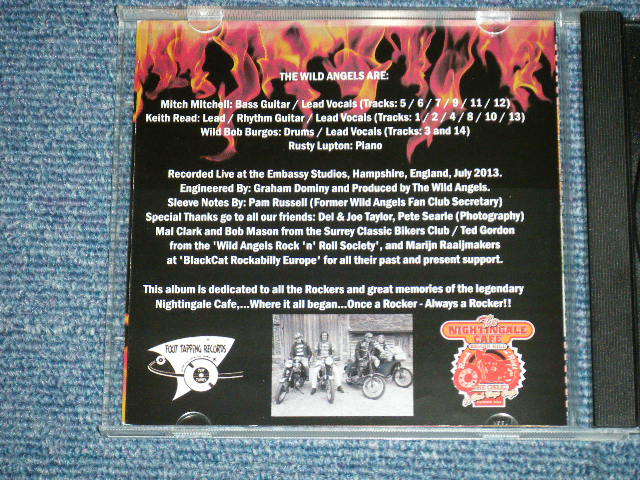 THE WILD ANGELS ARE:
Mitch Mitchell: Bass Guitar / Lead Vocals (Tracks: 5 / 6 / 7 / 9 / 11 / 12)
Keith Read: Lead / Rhythm Guitar / Lead Vocals (Tracks: 1 / 2 / 4 / 8 / 10 / 13)
Wild Bob Burgos: Drums / Lead Vocals (Tracks: 3 and 14)
Rusty Lupton: Piano
Recorded Live at the Embassy Studios, Hampshire, England, July 2013.
Engineered By: Graham Dominy and Produced by The Wild Angels.
Sleeve Notes By: Pam Russell (Former Wild Angels Fan Club Secretary)
Special Thanks go to all our friends: Del & Joe Taylor, Pete Searle (Photography)
Mal Clark and Bob Mason from the Surrey Classic Bikers Club / Ted Gordon
from the 'Wild Angels Rock 'n' Roll Society', and Marijn Raaijmakers
at 'BlackCat Rockabilly Europe' for all their past and present support.
This album is dedicated to all the Rockers and great memories of the legendary
Nightingale Cafe,...Where it all began...Once a Rocker - Always a Rocker!!
FOOT TAPPING RECORDS
The
NIGHTINGALE
CAFE